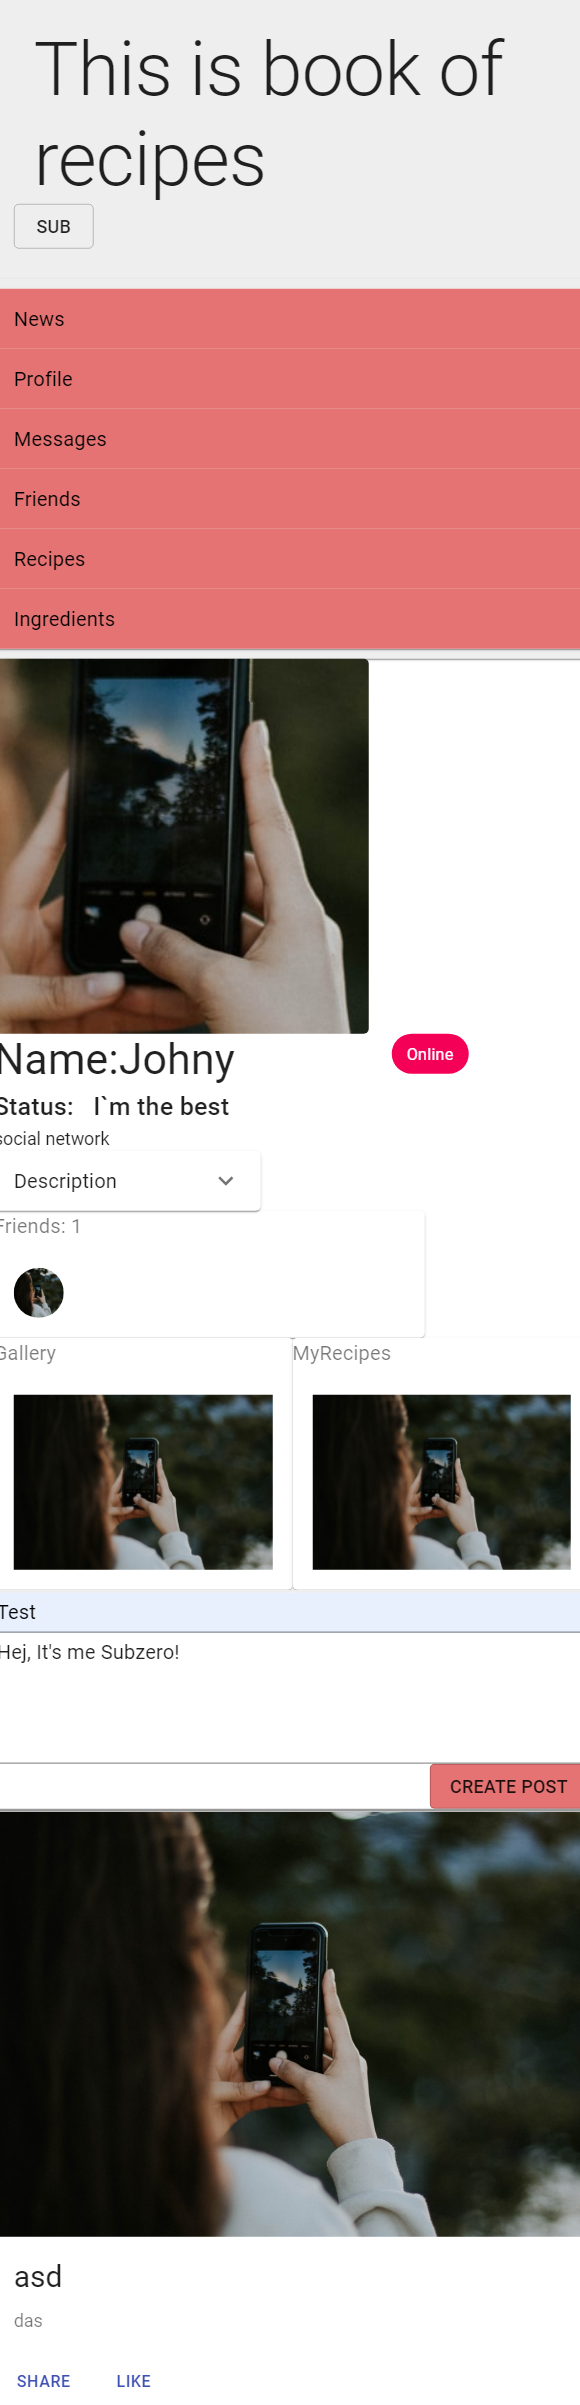 This is book of
recipes
SUB
News
Profile
Messages
Friends
Recipes
Ingredients
Name:Johny
Online
Status: I`m the best
social network
Description
Friends: 1
Gallery
MyRecipes
Test
Hej, It's me Subzero!
CREATE POST
asd
das
SHARE
LIKE